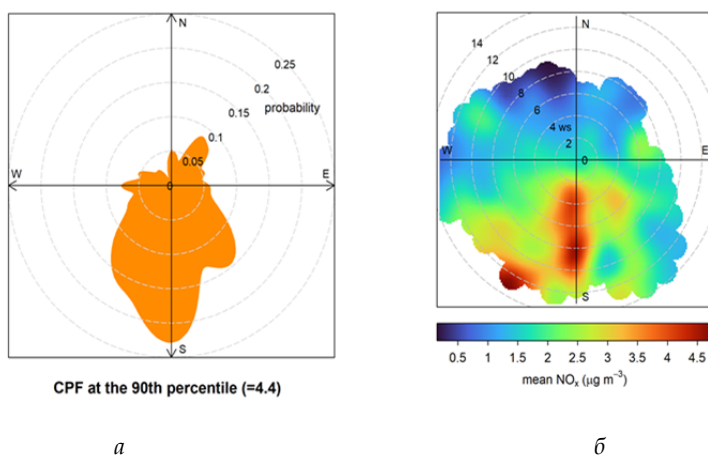 N
0.25
0.2
probability
0.15
0.1
0.05
W
0
E
S
CPF at the 90th percentile (=4.4)
а
N
14
12
10
8
6
4 ws
2
W
0
E
S
0.5 1 1.5 2 2.5 3 3.5 4 4.5
mean NOₓ (μg m⁻³)
б